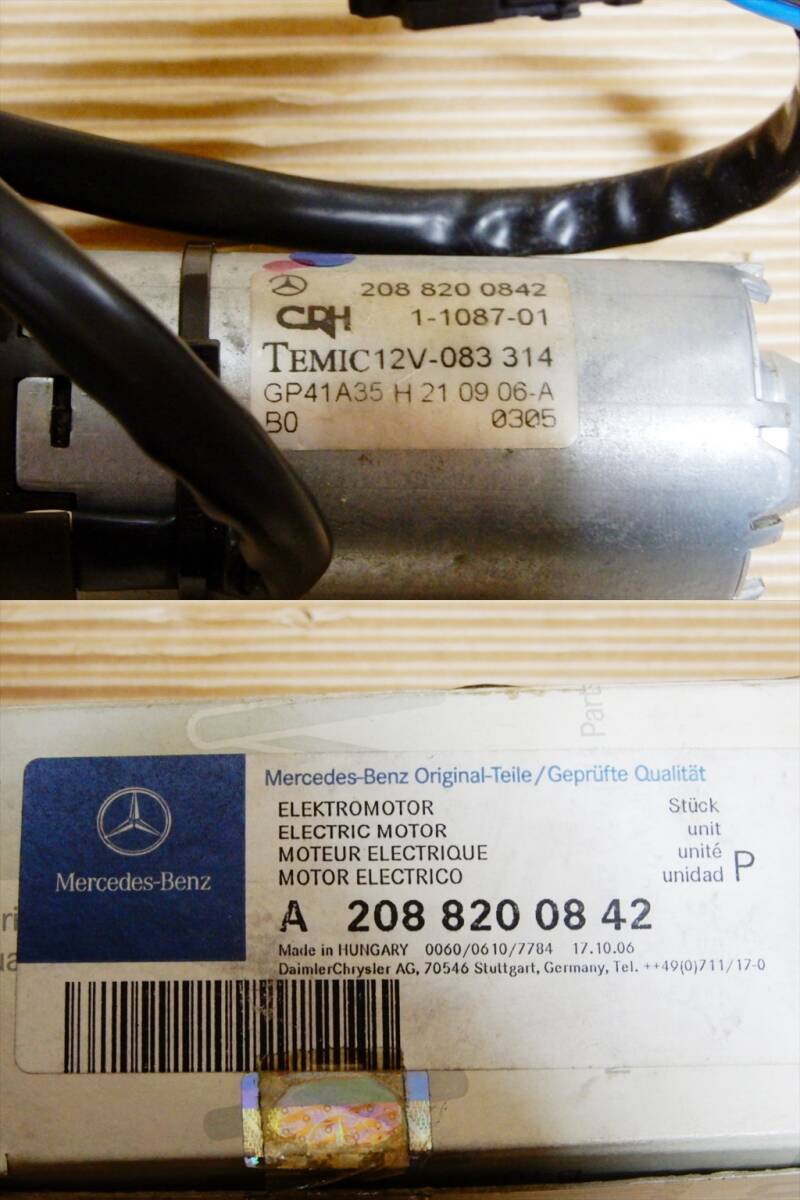 208 820 0842
CRH 1-1087-01
TEMIC 12V-083 314
GP41A35 H 21 09 06-A
B0 0305
Part
Mercedes-Benz Original-Teile/Geprüfte Qualität
ELEKTROMOTOR Stück
ELECTRIC MOTOR unit
MOTEUR ELECTRIQUE unité
MOTOR ELECTRICO unidad P
Mercedes-Benz
A 208 820 08 42
Made in HUNGARY 0060/0610/7784 17.10.06
DaimlerChrysler AG, 70546 Stuttgart, Germany, Tel. ++49(0)711/17-0